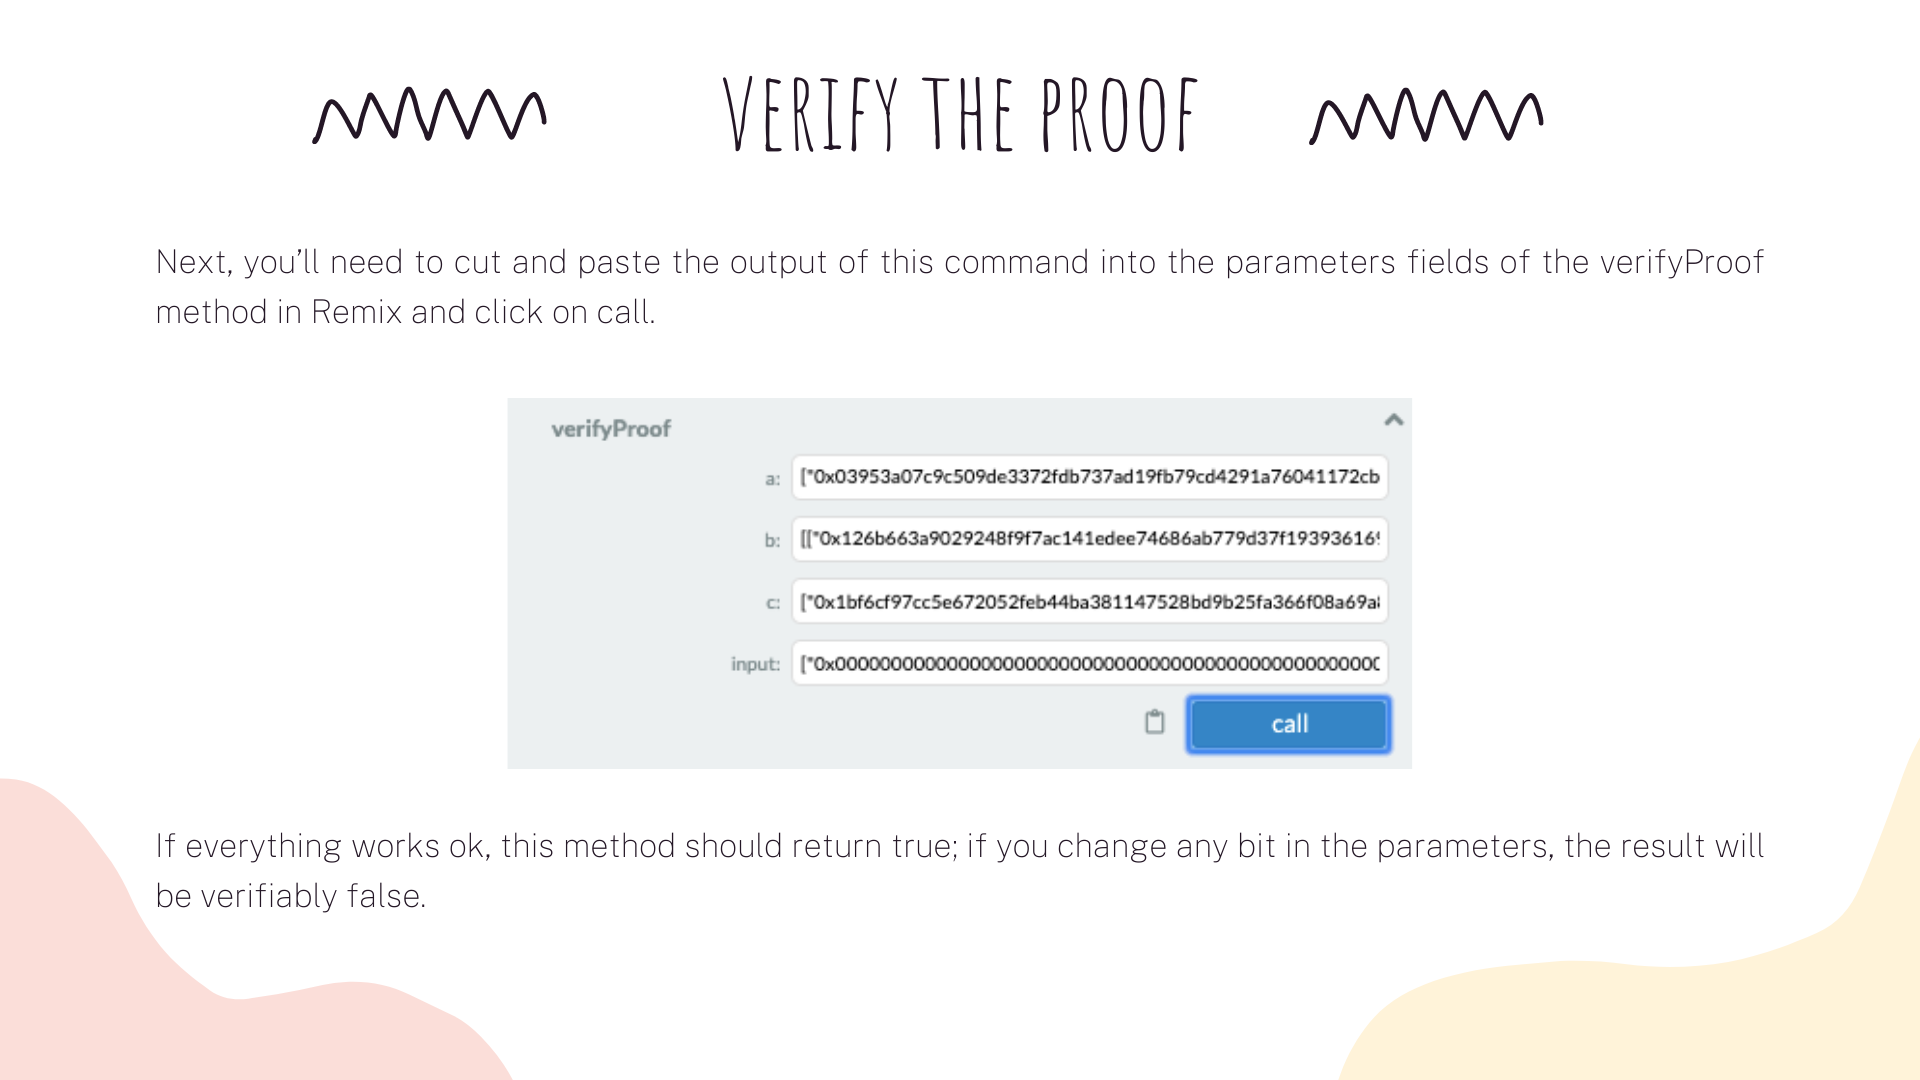 VERIFY THE PROOF
Next, you’ll need to cut and paste the output of this command into the parameters fields of the verifyProof
method in Remix and click on call.
verifyProof
a: ["0x03953a07c9c509de3372fdb737ad19fb79cd4291a76041172cb
b: [["0x126b663a9029248f9f7ac141edee74686ab779d37f19393616
c: ["0x1bf6cf97cc5e672052feb44ba381147528bd9b25fa366f08a69a
input: ["0x0000000000000000000000000000000000000000000000000
call
If everything works ok, this method should return true; if you change any bit in the parameters, the result will
be verifiably false.